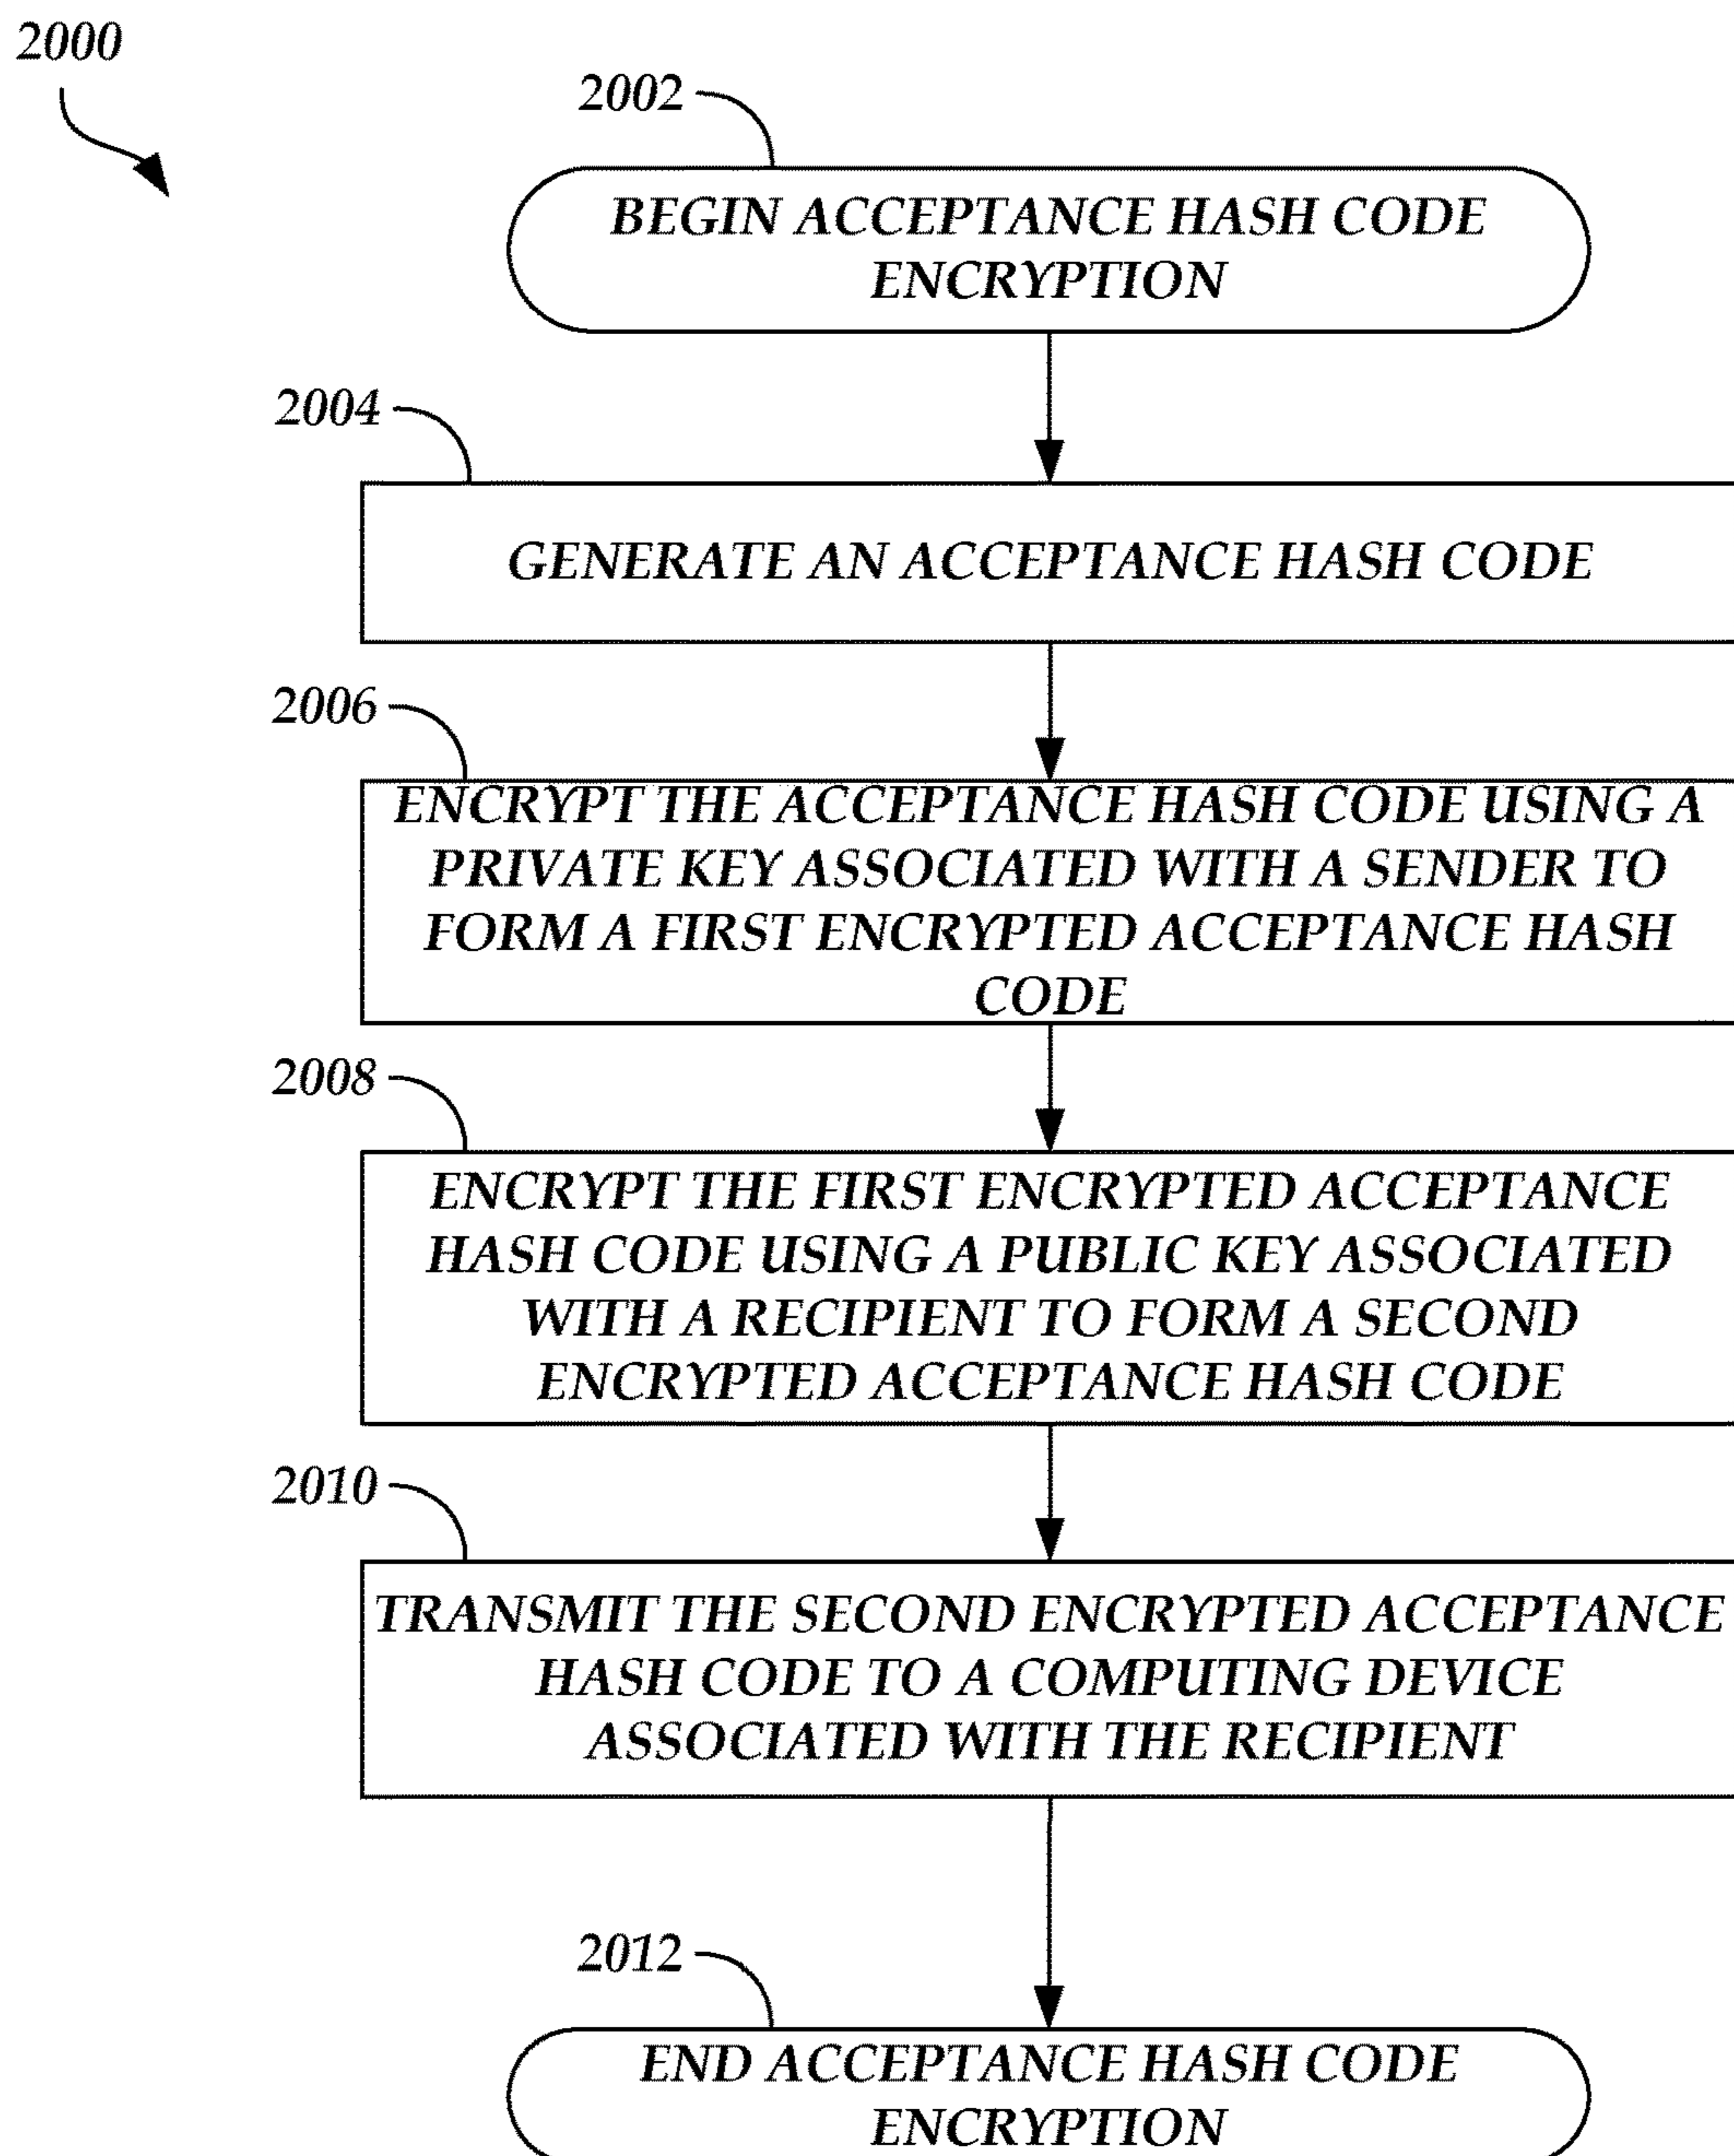 2000
2002
BEGIN ACCEPTANCE HASH CODE
ENCRYPTION
2004
GENERATE AN ACCEPTANCE HASH CODE
2006
ENCRYPT THE ACCEPTANCE HASH CODE USING A
PRIVATE KEY ASSOCIATED WITH A SENDER TO
FORM A FIRST ENCRYPTED ACCEPTANCE HASH
CODE
2008
ENCRYPT THE FIRST ENCRYPTED ACCEPTANCE
HASH CODE USING A PUBLIC KEY ASSOCIATED
WITH A RECIPIENT TO FORM A SECOND
ENCRYPTED ACCEPTANCE HASH CODE
2010
TRANSMIT THE SECOND ENCRYPTED ACCEPTANCE
HASH CODE TO A COMPUTING DEVICE
ASSOCIATED WITH THE RECIPIENT
2012
END ACCEPTANCE HASH CODE
ENCRYPTION